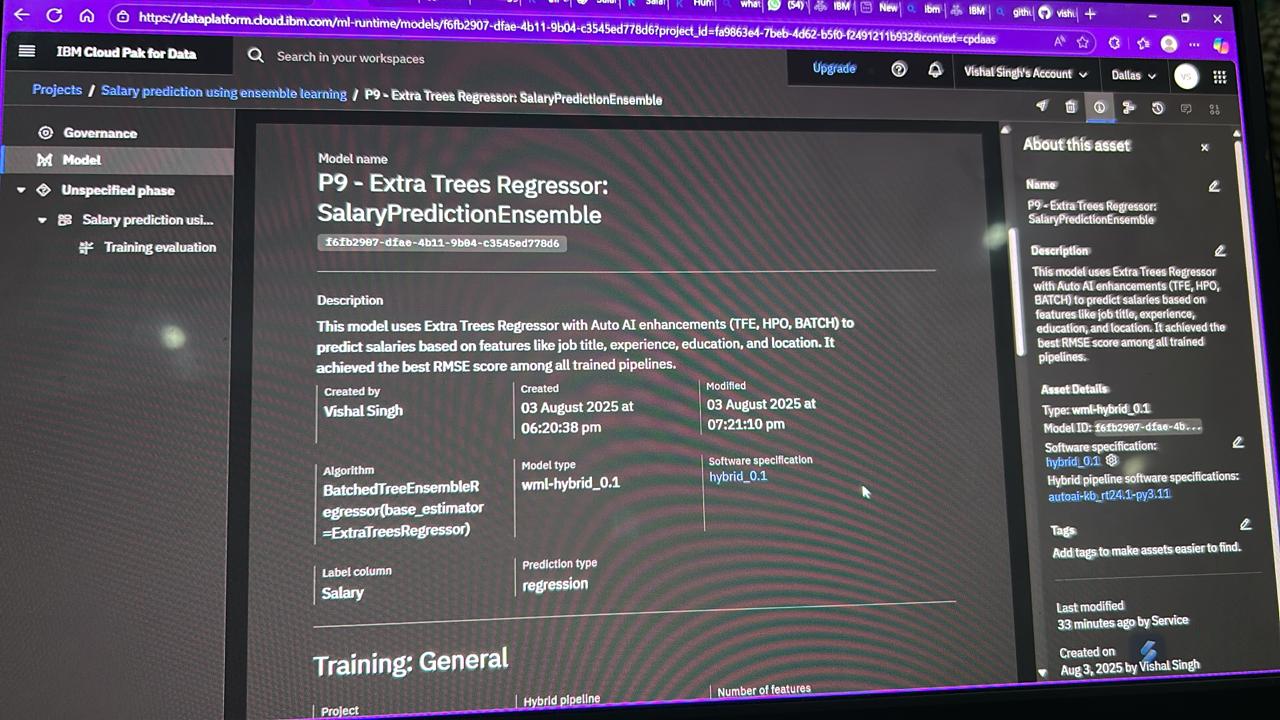 what
(54)
IBM
New
ibm
IBM
https://dataplatform.cloud.ibm.com/ml-runtime/models/f6fb2907-dfae-4b11-9b04-c3545ed778d6?project_id=fa9863e4-7beb-4d62-b5f0-f2491211b932&context=cpdaas
IBM Cloud Pak for Data
Search in your workspaces
Upgrade
Vishal Singh's Account
Dallas
VS
Projects / Salary prediction using ensemble learning / P9 - Extra Trees Regressor: SalaryPredictionEnsemble
Governance
Model
Unspecified phase
Salary prediction usi...
Training evaluation
Model name
P9 - Extra Trees Regressor:
SalaryPredictionEnsemble
f6fb2907-dfae-4b11-9b04-c3545ed778d6
Description
This model uses Extra Trees Regressor with Auto AI enhancements (TFE, HPO, BATCH) to
predict salaries based on features like job title, experience, education, and location. It
achieved the best RMSE score among all trained pipelines.
Created by
Vishal Singh
Created
03 August 2025 at
06:20:38 pm
Modified
03 August 2025 at
07:21:10 pm
Algorithm
BatchedTreeEnsembleR
egressor(base_estimator
=ExtraTreesRegressor)
Model type
wml-hybrid_0.1
Software specification
hybrid_0.1
Label column
Salary
Prediction type
regression
Training: General
Project
Hybrid pipeline
Number of features
About this asset
Name
P9 - Extra Trees Regressor:
SalaryPredictionEnsemble
Description
This model uses Extra Trees Regressor
with Auto AI enhancements (TFE, HPO,
BATCH) to predict salaries based on
features like job title, experience,
education, and location. It achieved the
best RMSE score among all trained
pipelines.
Asset Details
Type: wml-hybrid_0.1
Model ID: f6fb2907-dfae-4b...
Software specification:
hybrid_0.1
Hybrid pipeline software specifications:
autoai-kb_rt24.1-py3.11
Tags
Add tags to make assets easier to find.
Last modified
33 minutes ago by Service
Created on
Aug 3, 2025 by Vishal Singh